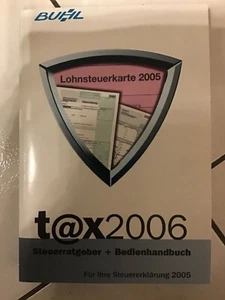 BUHL
Lohnsteuerkarte 2005
t@x2006
Steuerratgeber + Bedienhandbuch
Für Ihre Steuererklärung 2005